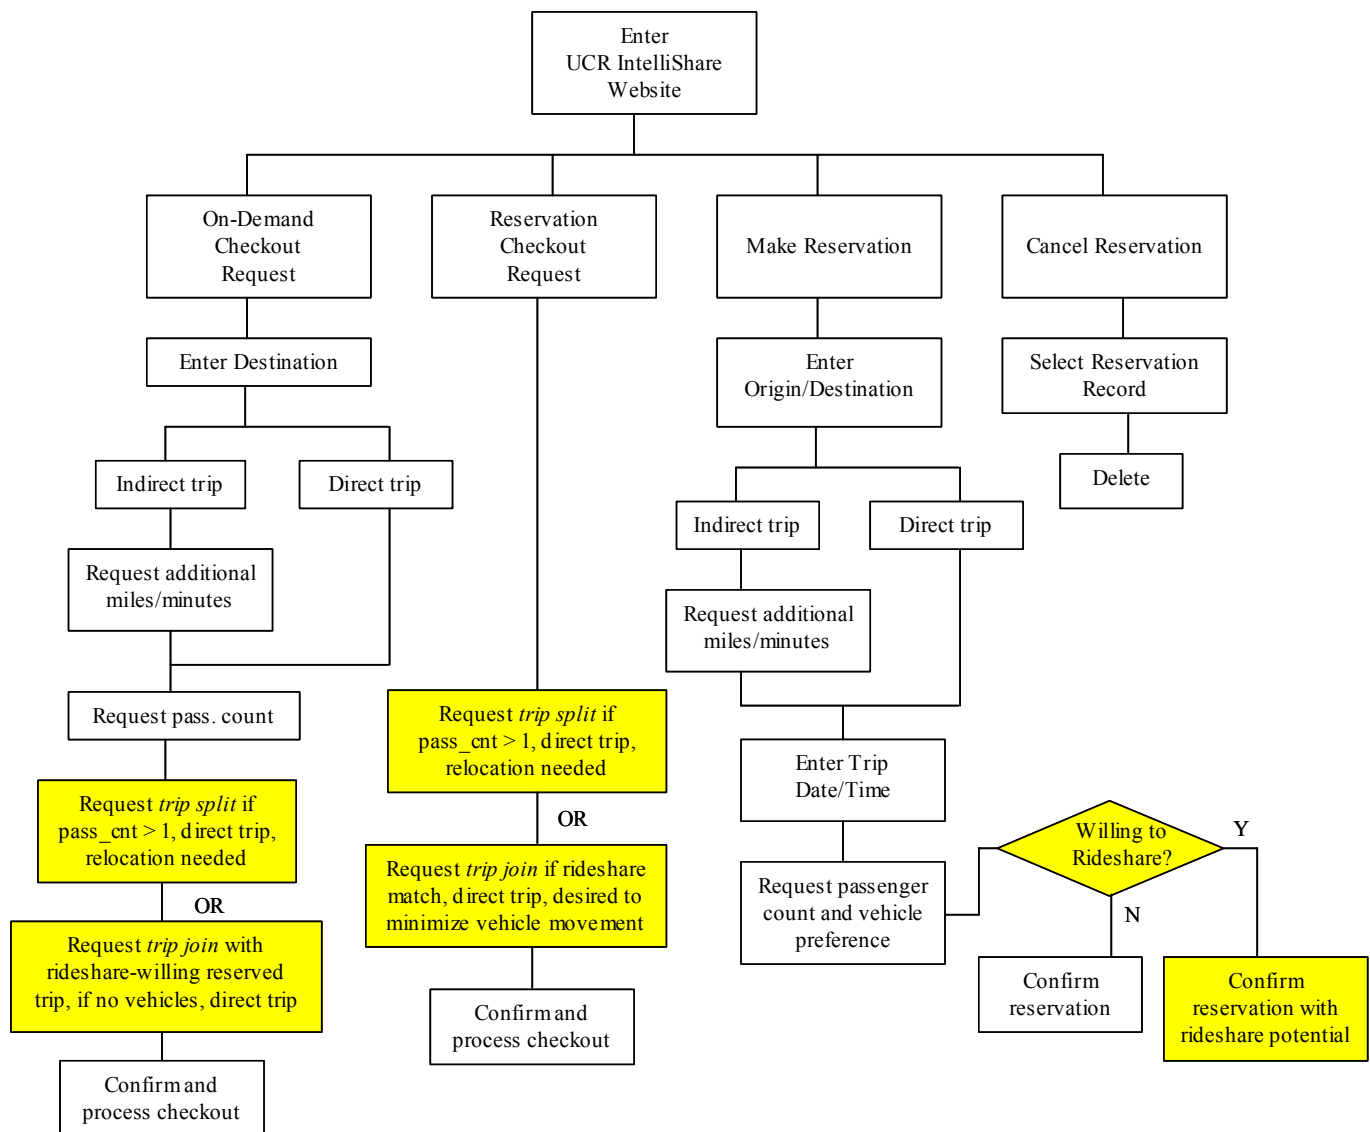 Enter
UCR IntelliShare
Website
On-Demand
Checkout
Request
Reservation
Checkout
Request
Make Reservation
Cancel Reservation
Enter Destination
Enter
Origin/Destination
Select Reservation
Record
Indirect trip
Direct trip
Delete
Indirect trip
Direct trip
Request additional
miles/minutes
Request additional
miles/minutes
Request pass. count
Request trip split if
pass_cnt > 1, direct trip,
relocation needed
Enter Trip
Date/Time
Request trip split if
pass_cnt > 1, direct trip,
relocation needed
OR
Willing to
Rideshare?
Y
N
Request trip join if rideshare
match, direct trip, desired to
minimize vehicle movement
Request passenger
count and vehicle
preference
OR
Request trip join with
rideshare-willing reserved
trip, if no vehicles, direct trip
Confirm
reservation
Confirm
reservation with
rideshare potential
Confirm and
process checkout
Confirm and
process checkout